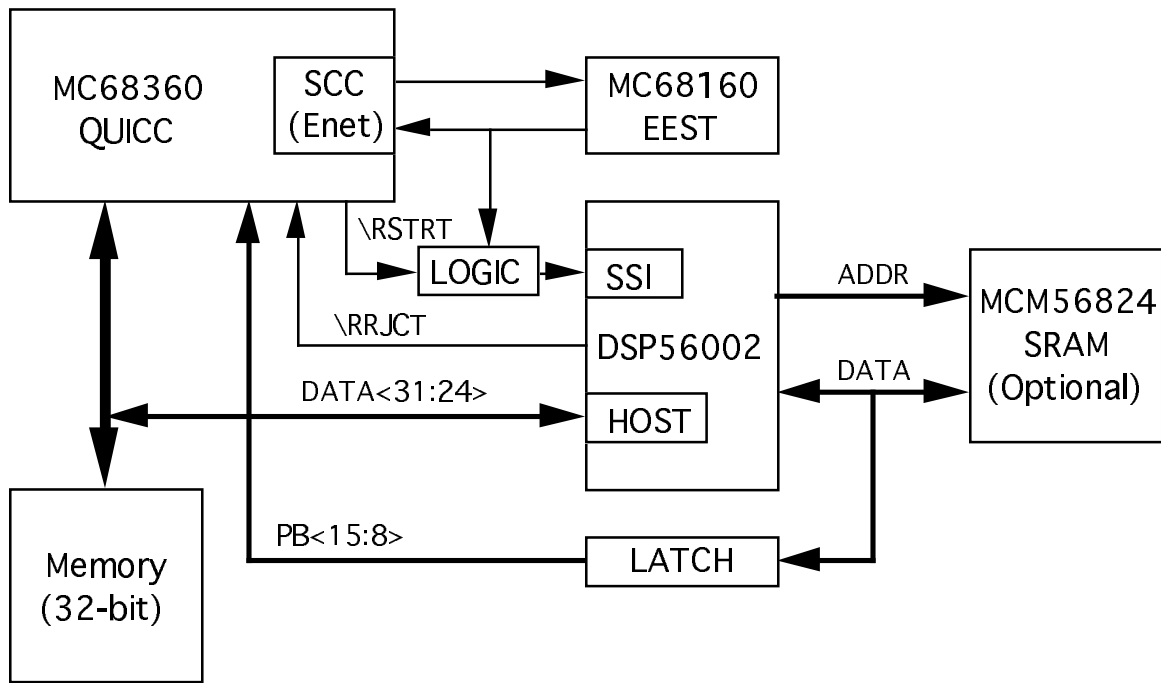 MC68360
QUICC
SCC
(Enet)
MC68160
EEST
\RSTRT
LOGIC
SSI
ADDR
MCM56824
SRAM
(Optional)
\RRJCT
DSP56002
DATA
DATA<31:24>
HOST
PB<15:8>
LATCH
Memory
(32-bit)